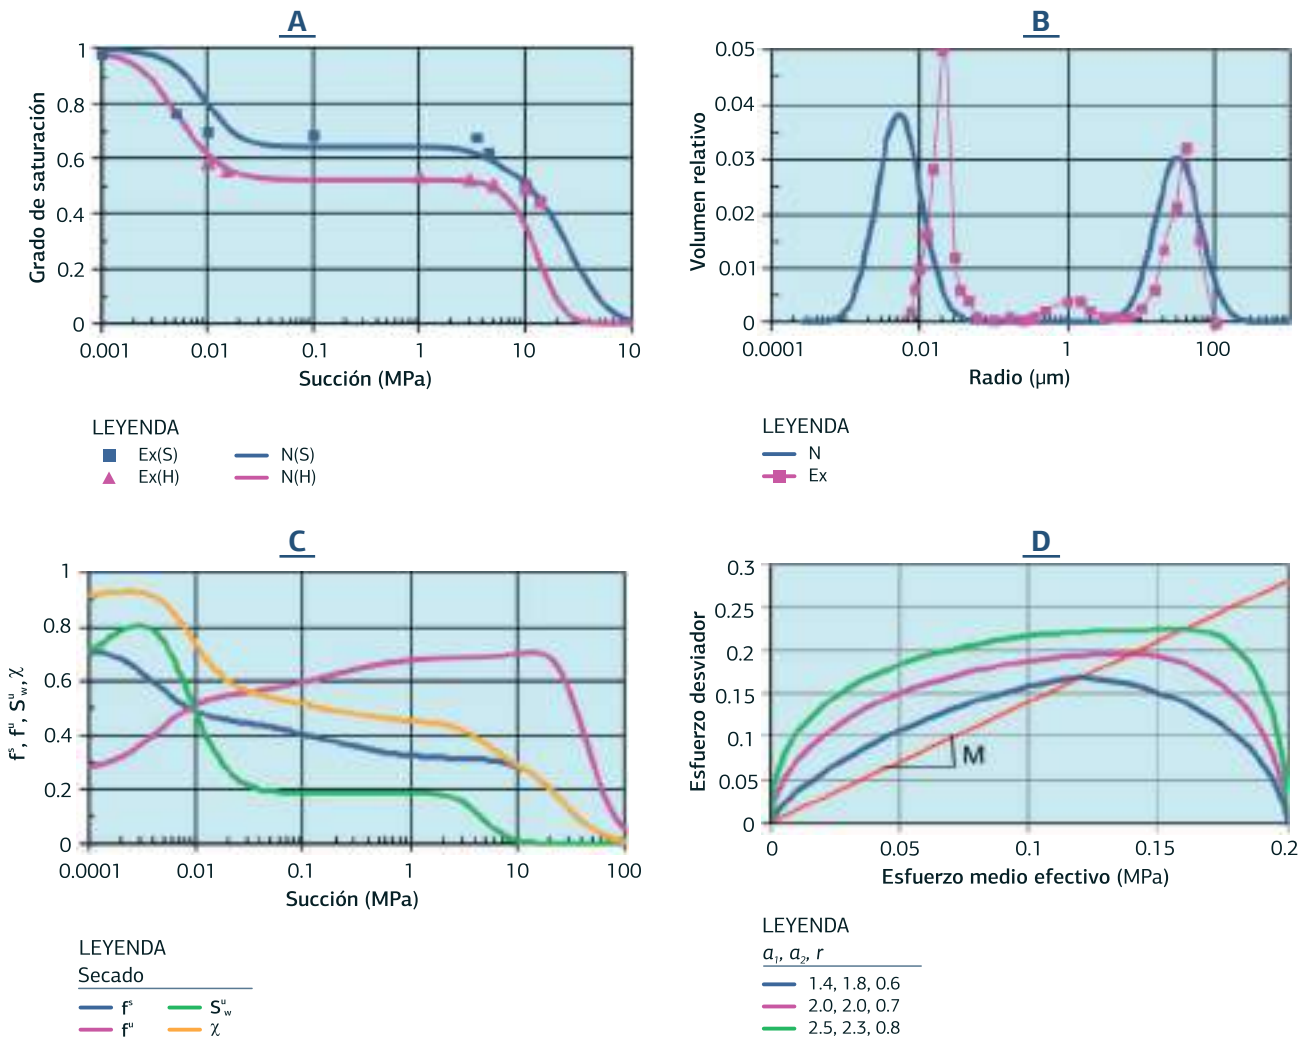 A
Grado de saturación
1
0.8
0.6
0.4
0.2
0
0.001
0.01
0.1
1
10
10
Succión (MPa)
LEYENDA
Ex(S)
N(S)
Ex(H)
N(H)
B
Volumen relativo
0.05
0.04
0.03
0.02
0.01
0
0.0001
0.01
1
100
Radio (μm)
LEYENDA
N
Ex
C
fˢ, fᵘ, Sᵘw, χ
1
0.8
0.6
0.4
0.2
0
0.0001
0.01
0.1
1
10
100
Succión (MPa)
LEYENDA
Secado
fˢ
Sᵘw
fᵘ
χ
D
Esfuerzo desviador
0.3
0.25
0.2
0.15
0.1
0.05
0
M
0
0.05
0.1
0.15
0.2
Esfuerzo medio efectivo (MPa)
LEYENDA
a₁, a₂, r
1.4, 1.8, 0.6
2.0, 2.0, 0.7
2.5, 2.3, 0.8